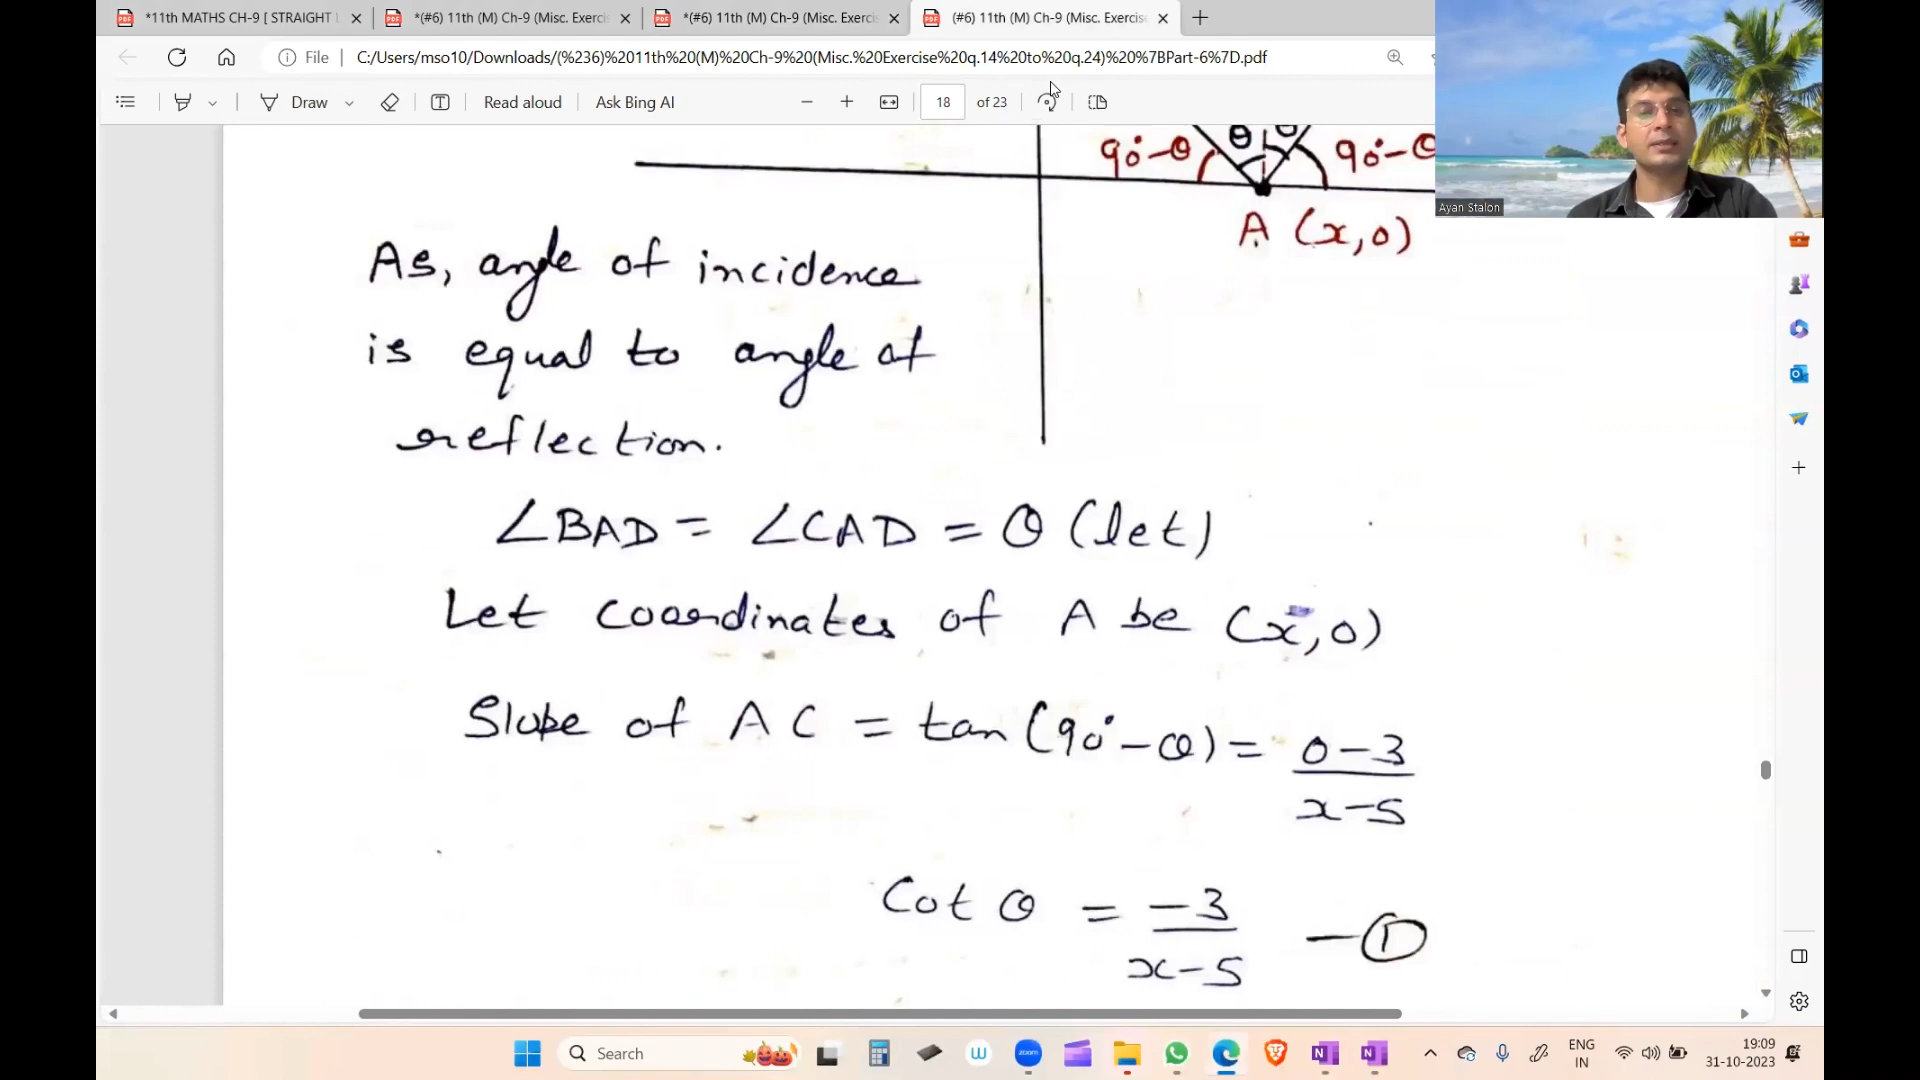 *11th MATHS CH-9 [ STRAIGHT L
*(#6) 11th (M) Ch-9 (Misc. Exercis
*(#6) 11th (M) Ch-9 (Misc. Exercis
(#6) 11th (M) Ch-9 (Misc. Exercis
File
C:/Users/mso10/Downloads/(%236)%2011th%20(M)%20Ch-9%20(Misc.%20Exercise%20q.14%20to%20q.24)%20%7BPart-6%7D.pdf
Draw
Read aloud
Ask Bing AI
18
of 23
Ayan Stalon
90°-θ
θ
θ
90°-θ
A (x,0)
As, angle of incidence
is equal to angle of
reflection.
∠BAD = ∠CAD = θ (let)
Let coordinates of A be (x,0)
Slope of AC = tan (90°-θ) = 0-3/x-5
Cot θ = -3/x-5 -①
Search
zoom
ENG
IN
19:09
31-10-2023